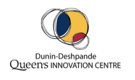 Dunin-Deshpande
Queen's INNOVATION CENTRE